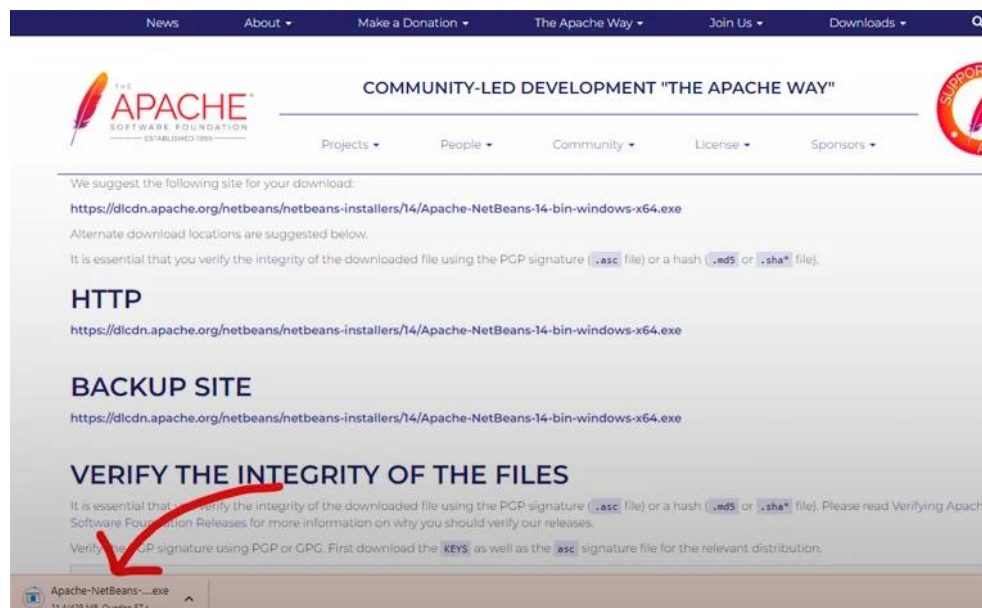 News About Make a Donation The Apache Way Join Us Downloads
THE
APACHE
SOFTWARE FOUNDATION
ESTABLISHED 1999
COMMUNITY-LED DEVELOPMENT "THE APACHE WAY"
Projects People Community License Sponsors
SUPPOR
We suggest the following site for your download:
https://dlcdn.apache.org/netbeans/netbeans-installers/14/Apache-NetBeans-14-bin-windows-x64.exe
Alternate download locations are suggested below.
It is essential that you verify the integrity of the downloaded file using the PGP signature ( .asc file) or a hash ( .md5 or .sha* file).
HTTP
https://dlcdn.apache.org/netbeans/netbeans-installers/14/Apache-NetBeans-14-bin-windows-x64.exe
BACKUP SITE
https://dlcdn.apache.org/netbeans/netbeans-installers/14/Apache-NetBeans-14-bin-windows-x64.exe
VERIFY THE INTEGRITY OF THE FILES
It is essential that you verify the integrity of the downloaded file using the PGP signature ( .asc file) or a hash ( .md5 or .sha* file). Please read Verifying Apach
Software Foundation Releases for more information on why you should verify our releases.
Verify the PGP signature using PGP or GPG. First download the KEYS as well as the asc signature file for the relevant distribution.
Apache-NetBeans-....exe